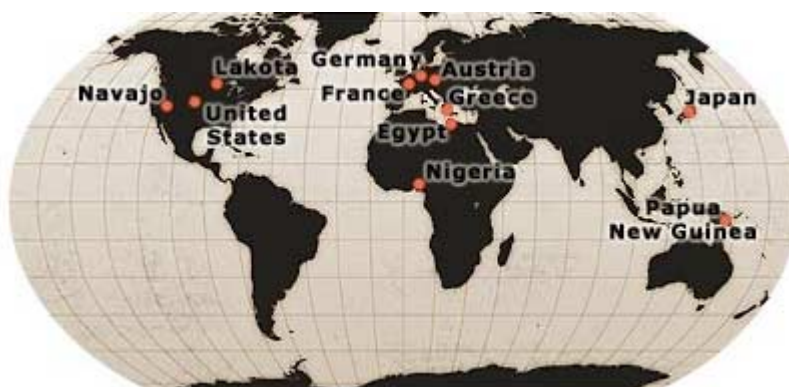 Germany
Lakota
Austria
Navajo
France
Greece
Japan
United
States
Egypt
Nigeria
Papua
New Guinea